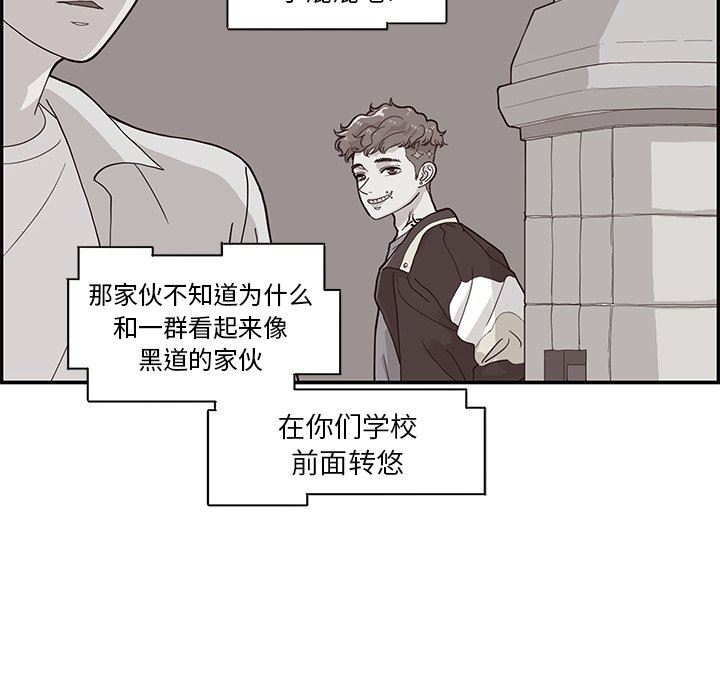 那家伙不知道为什么
和一群看起来像
黑道的家伙
在你们学校
前面转悠